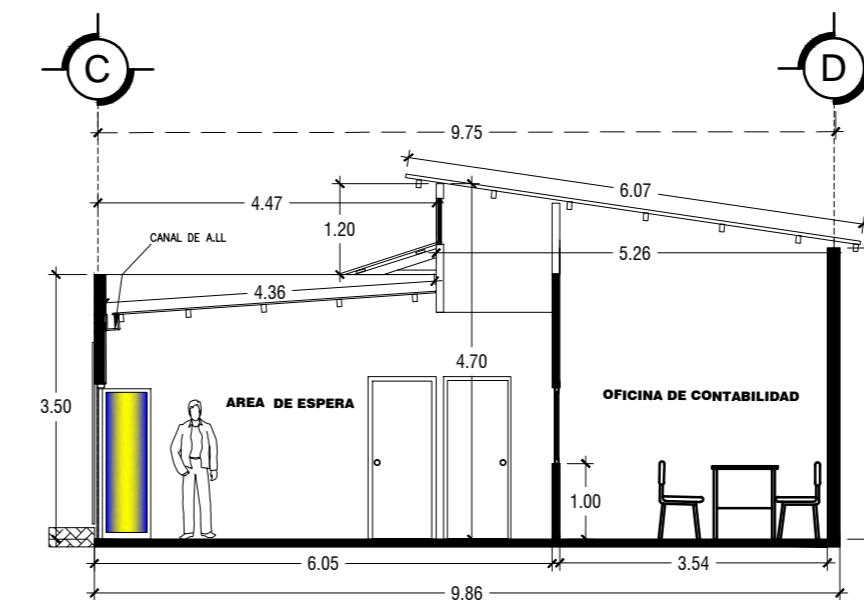 C
D
9.75
6.07
4.47
1.20
CANAL DE A.LL
5.26
4.36
4.70
3.50
AREA DE ESPERA
OFICINA DE CONTABILIDAD
1.00
6.05
3.54
9.86